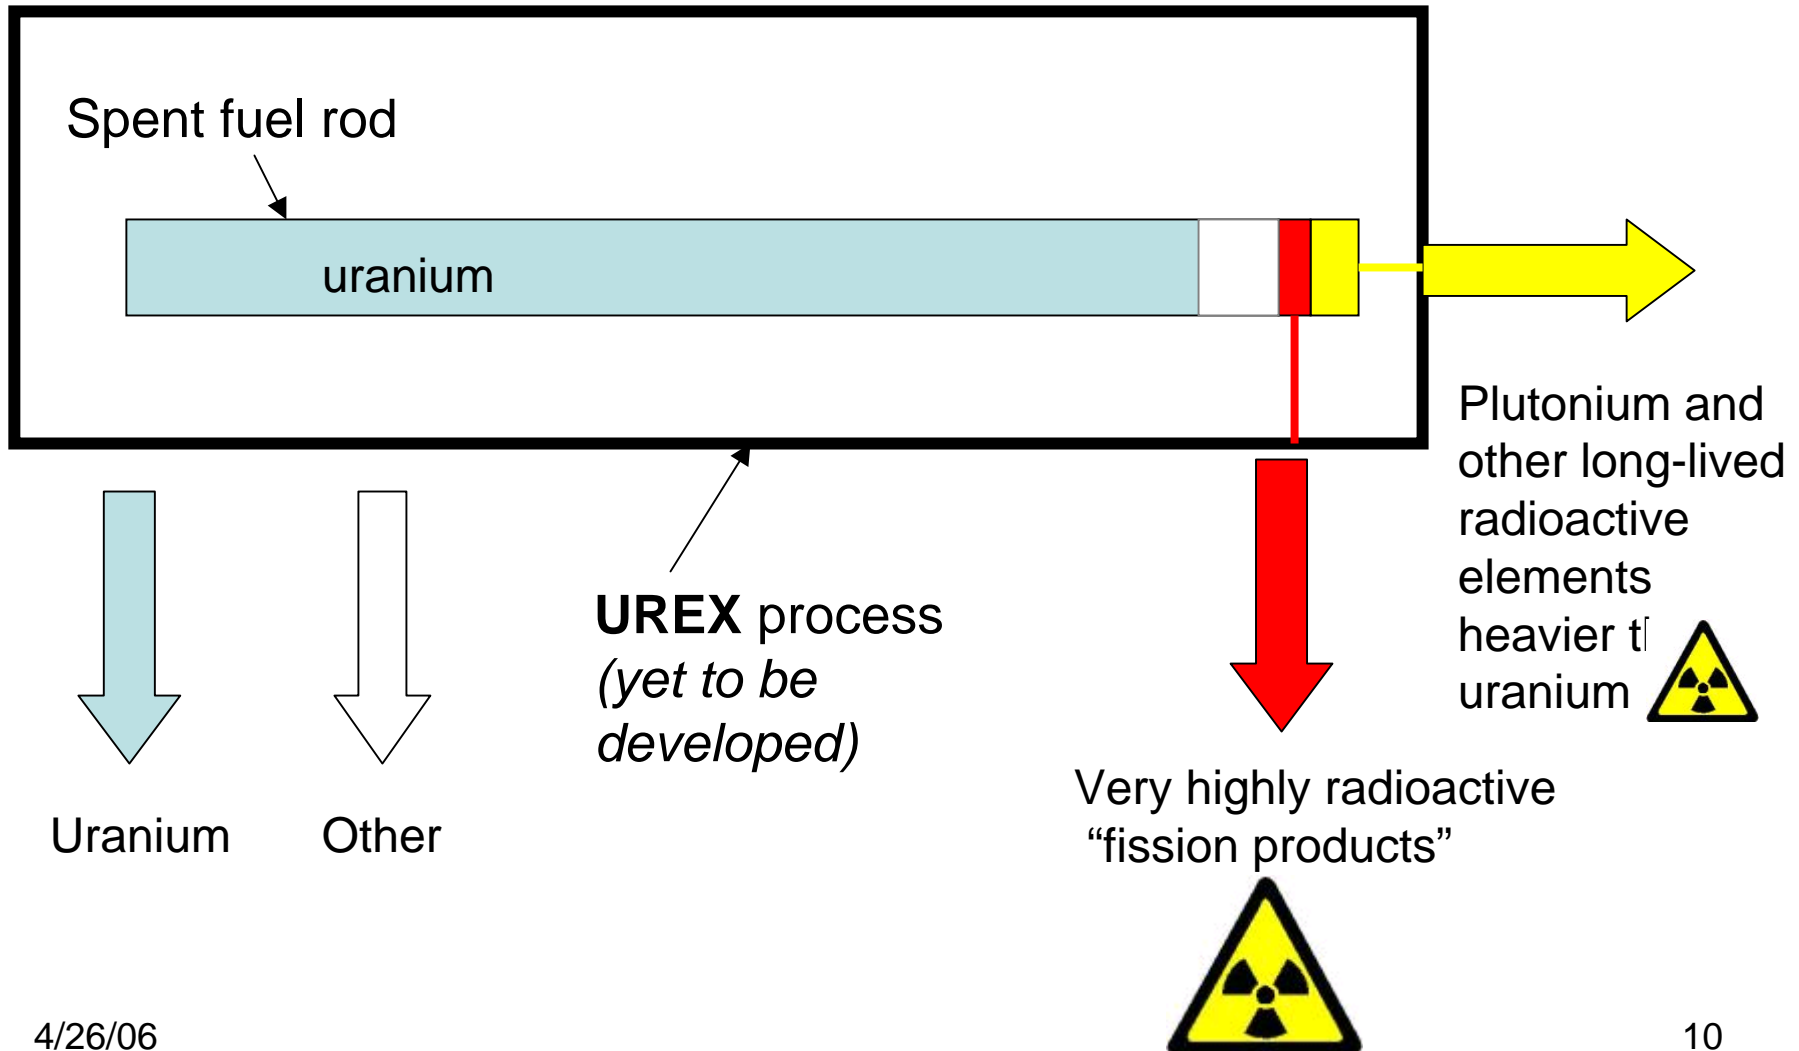 Spent fuel rod
uranium
Plutonium and
other long-lived
radioactive
elements
heavier
uranium
UREX process
(yet to be
developed)
Very highly radioactive
“fission products”
Uranium
Other
4/26/06
10